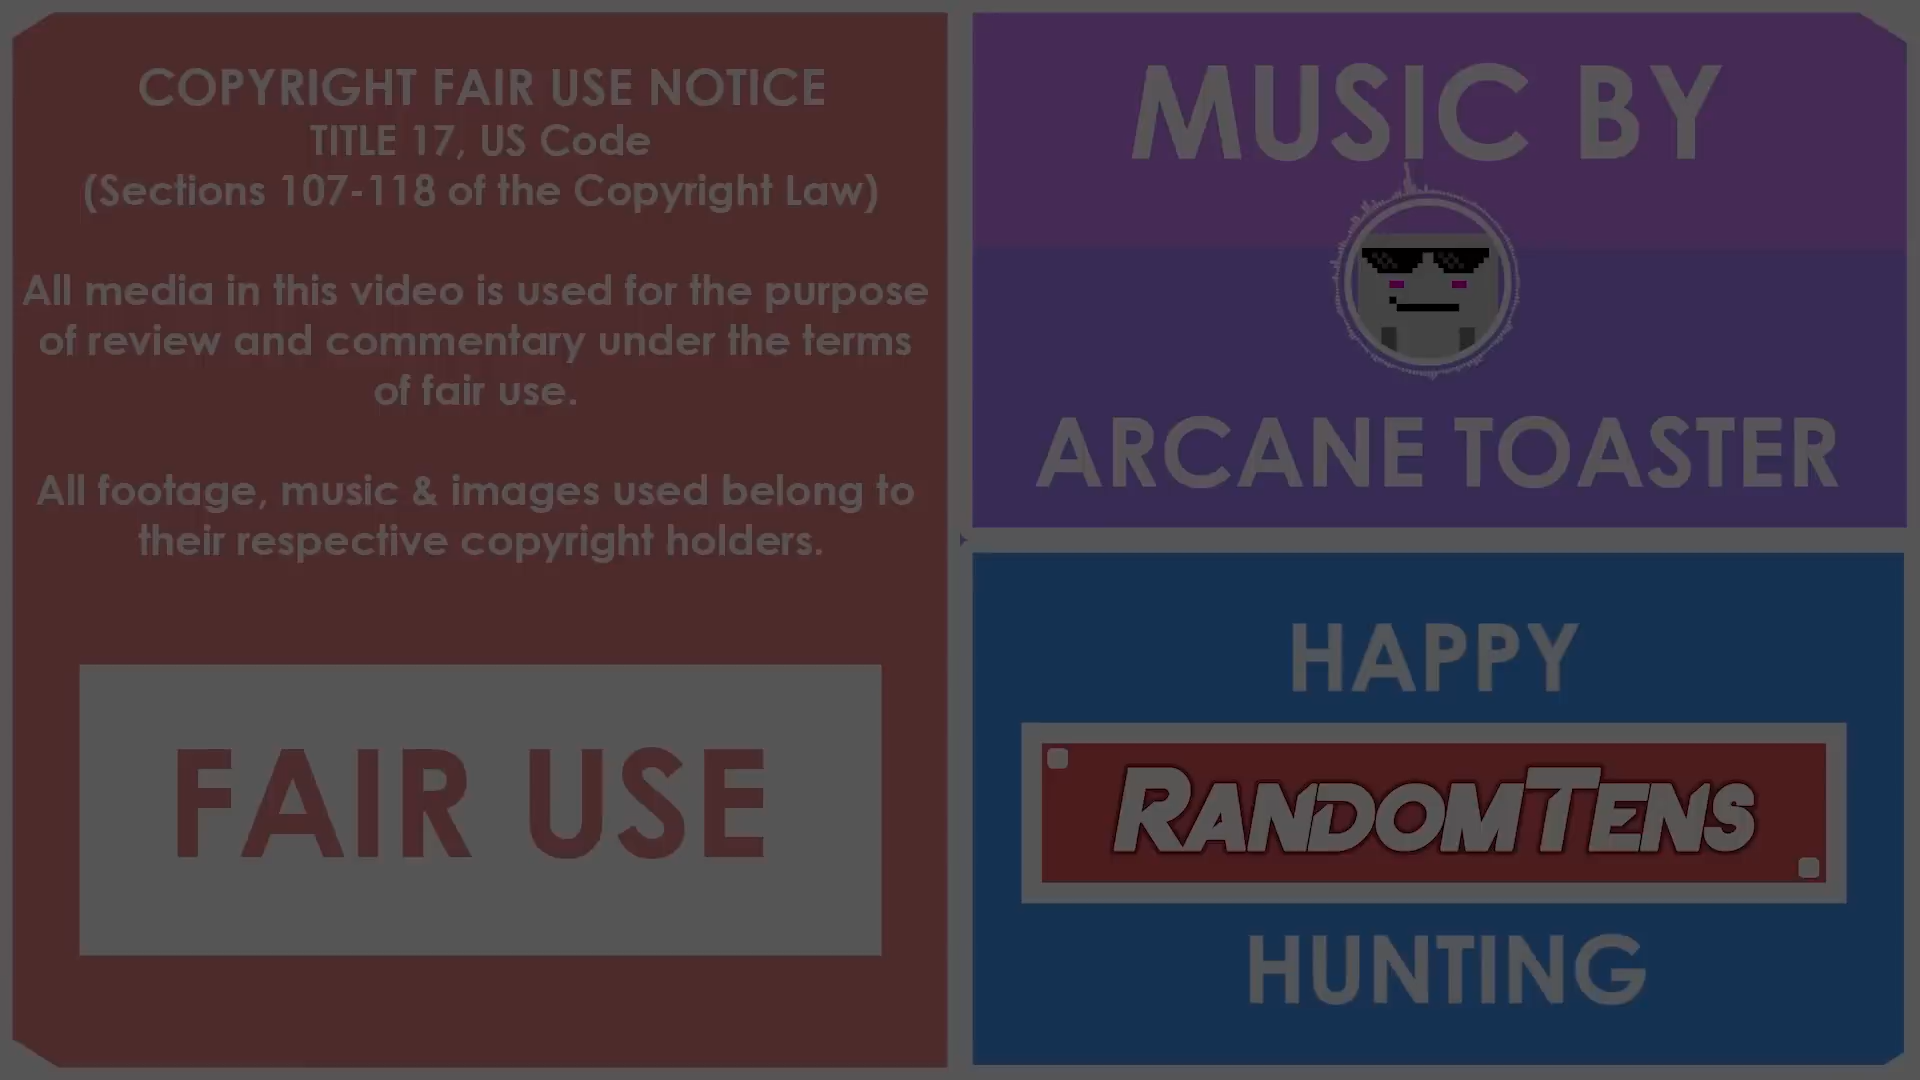 COPYRIGHT FAIR USE NOTICE
TITLE 17, US Code
(Sections 107-118 of the Copyright Law)
All media in this video is used for the purpose
of review and commentary under the terms
of fair use.
All footage, music & images used belong to
their respective copyright holders.
FAIR USE
MUSIC BY
ARCANE TOASTER
HAPPY
RANDOMTENS
HUNTING